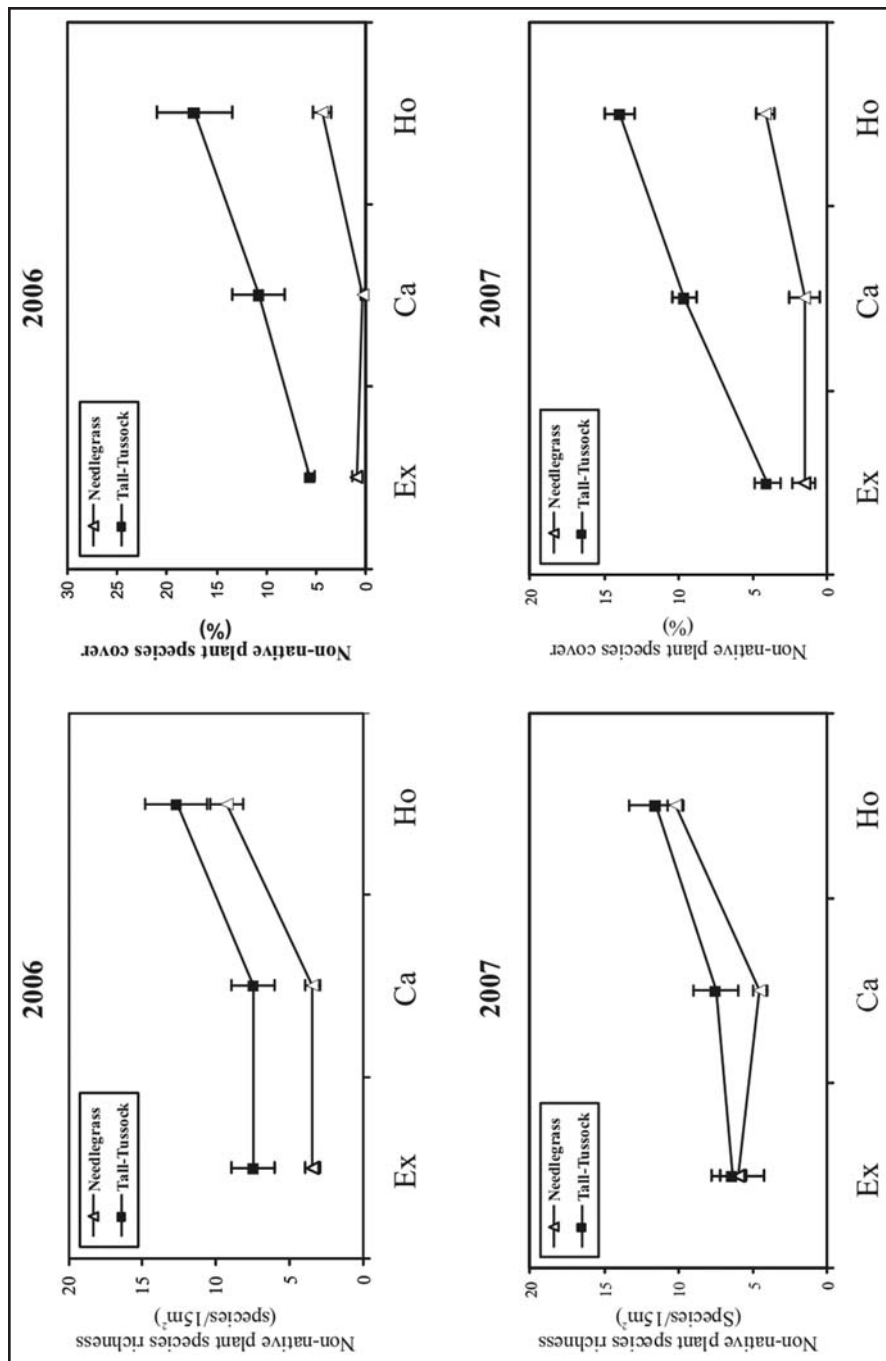 2006
Needlegrass
Tall-Tussock
Non-native plant species richness
(species/15m²)
20
15
10
5
0
Ex
Ca
Ho
2006
Needlegrass
Tall-Tussock
Non-native plant species cover
(%)
30
25
20
15
10
5
0
Ex
Ca
Ho
2007
Needlegrass
Tall-Tussock
Non-native plant species richness
(Species/15m²)
20
15
10
5
0
Ex
Ca
Ho
2007
Needlegrass
Tall-Tussock
Non-native plant species cover
(%)
20
15
10
5
0
Ex
Ca
Ho